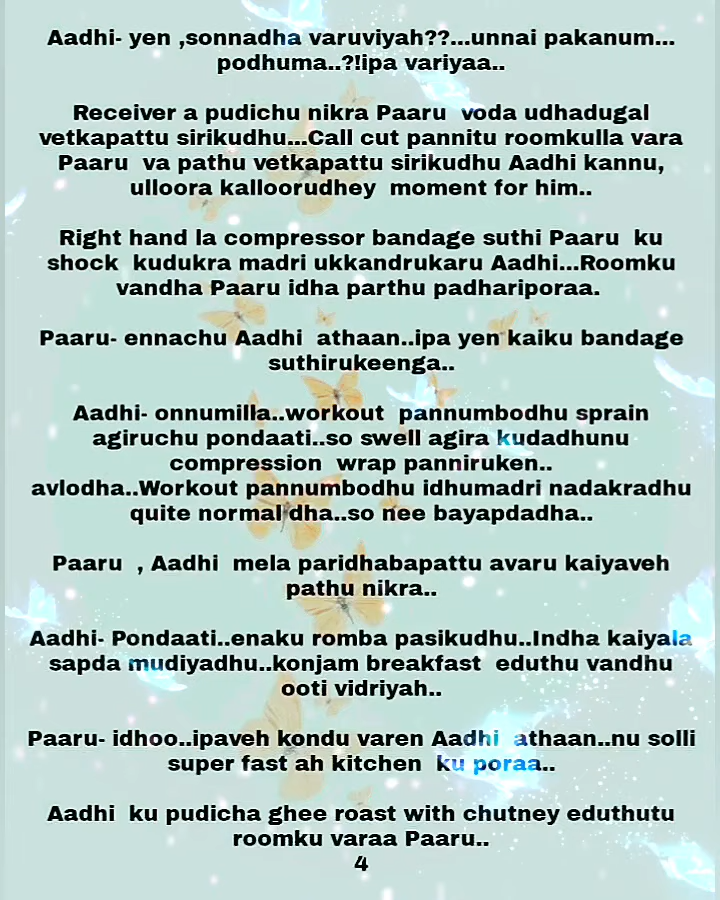 Aadhi- yen ,sonnadha varuviyah??...unnai pakanum...
podhuma..?!ipa variyaa..
Receiver a pudichu nikra Paaru voda udhadugal
vetkapattu sirikudhu...Call cut pannitu roomkulla vara
Paaru va pathu vetkapattu sirikudhu Aadhi kannu,
ulloora kalloorudhey moment for him..
Right hand la compressor bandage suthi Paaru ku
shock kudukra madri ukkandrukaru Aadhi...Roomku
vandha Paaru idha parthu padhariporaa.
Paaru- ennachu Aadhi athaan..ipa yen kaiku bandage
suthirukeenga..
Aadhi- onnumilla..workout pannumbodhu sprain
agiruchu pondaati..so swell agira kudadhunu
compression wrap panniruken..
avlodha..Workout pannumbodhu idhumadri nadakradhu
quite normal dha..so nee bayapdadha..
Paaru , Aadhi mela paridhabapattu avaru kaiyaveh
pathu nikra..
Aadhi- Pondaati..enaku romba pasikudhu..Indha kaiyala
sapda mudiyadhu..konjam breakfast eduthu vandhu
ooti vidriyah..
Paaru- idhoo..ipaveh kondu varen Aadhi athaan..nu solli
super fast ah kitchen ku poraa..
Aadhi ku pudicha ghee roast with chutney eduthutu
roomku varaa Paaru..
4